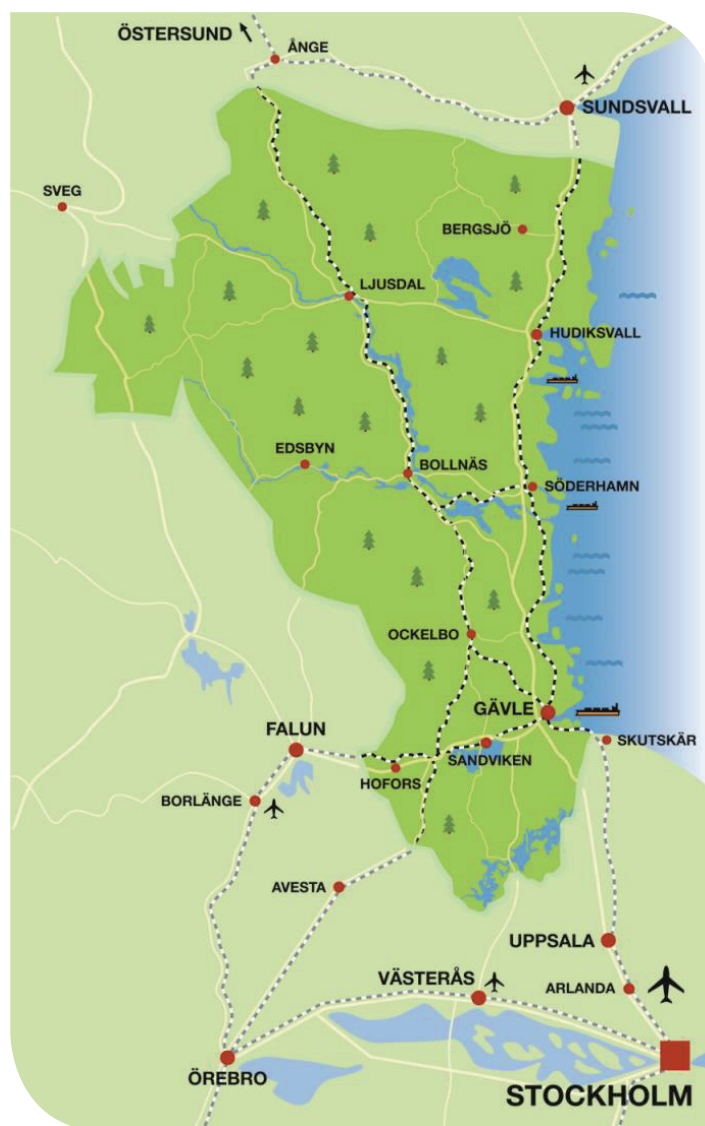 ÖSTERSUND
ÅNGE
SUNDSVALL
SVEG
BERGSJÖ
LJUSDAL
HUDIKSVALL
EDSBYN
BOLLNÄS
SÖDERHAMN
OCKELBO
GÄVLE
FALUN
SKUTSKÄR
SANDVIKEN
HOFORS
BORLÄNGE
AVESTA
UPPSALA
VÄSTERÅS
ARLANDA
ÖREBRO
STOCKHOLM